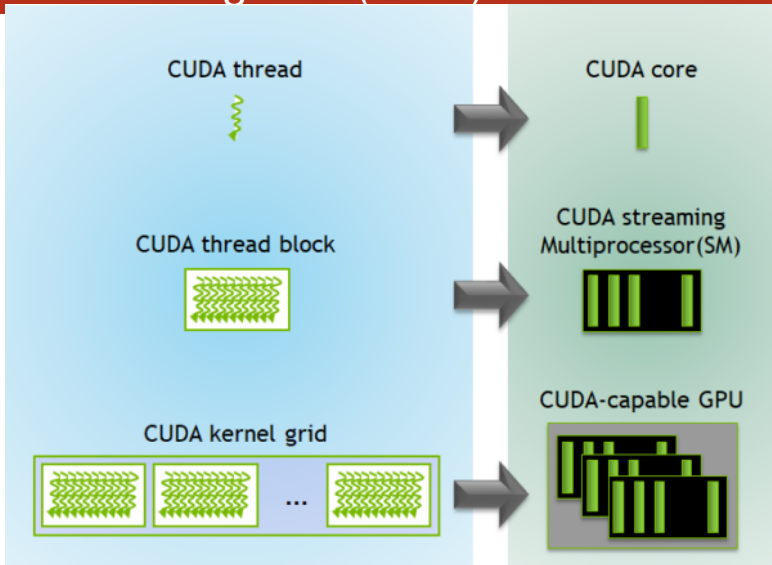 CUDA thread
CUDA core
CUDA thread block
CUDA streaming
Multiprocessor(SM)
CUDA kernel grid
...
CUDA-capable GPU